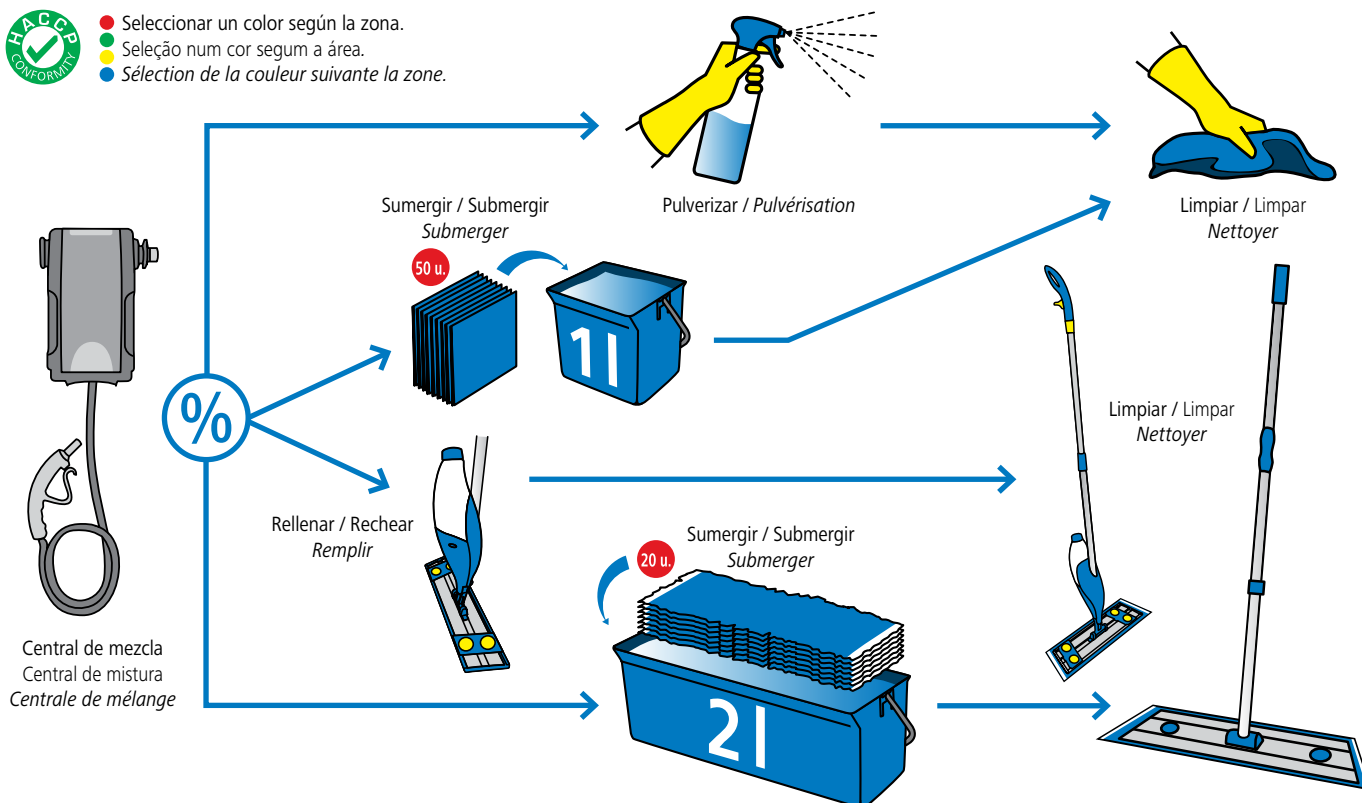 HACCP
CONFORMITY
Seleccionar un color según la zona.
Seleção num cor segum a área.
Sélection de la couleur suivante la zone.
Pulverizar / Pulvérisation
Limpiar / Limpar
Nettoyer
Sumergir / Submergir
Submerger
50 u.
1 l
%
Limpiar / Limpar
Nettoyer
Rellenar / Rechear
Remplir
Sumergir / Submergir
Submerger
20 u.
2 l
Central de mezcla
Central de mistura
Centrale de mélange